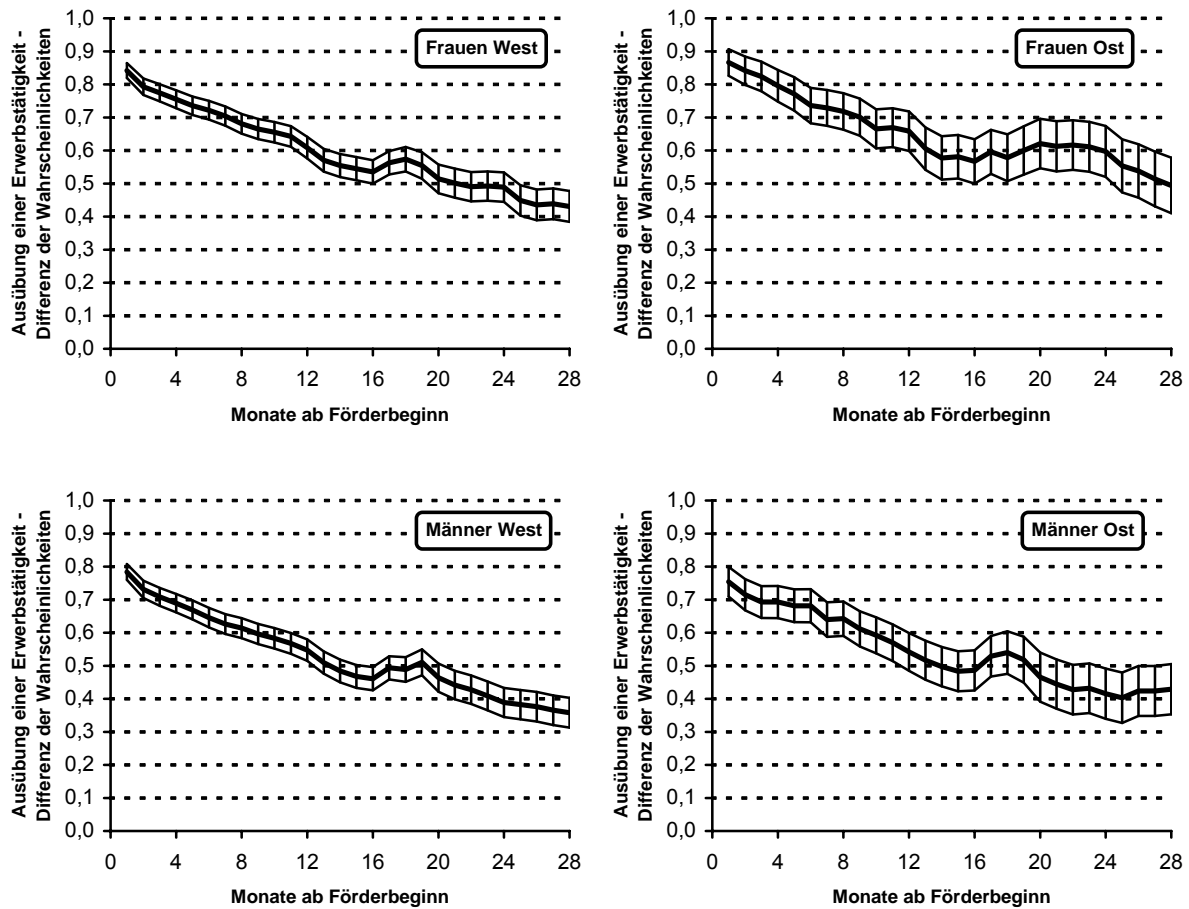 Ausübung einer Erwerbstätigkeit -
Differenz der Wahrscheinlichkeiten
1,0
0,9
0,8
0,7
0,6
0,5
0,4
0,3
0,2
0,1
0,0
Frauen West
0 4 8 12 16 20 24 28
Monate ab Förderbeginn
Ausübung einer Erwerbstätigkeit -
Differenz der Wahrscheinlichkeiten
1,0
0,9
0,8
0,7
0,6
0,5
0,4
0,3
0,2
0,1
0,0
Frauen Ost
0 4 8 12 16 20 24 28
Monate ab Förderbeginn
Ausübung einer Erwerbstätigkeit -
Differenz der Wahrscheinlichkeiten
1,0
0,9
0,8
0,7
0,6
0,5
0,4
0,3
0,2
0,1
0,0
Männer West
0 4 8 12 16 20 24 28
Monate ab Förderbeginn
Ausübung einer Erwerbstätigkeit -
Differenz der Wahrscheinlichkeiten
1,0
0,9
0,8
0,7
0,6
0,5
0,4
0,3
0,2
0,1
0,0
Männer Ost
0 4 8 12 16 20 24 28
Monate ab Förderbeginn